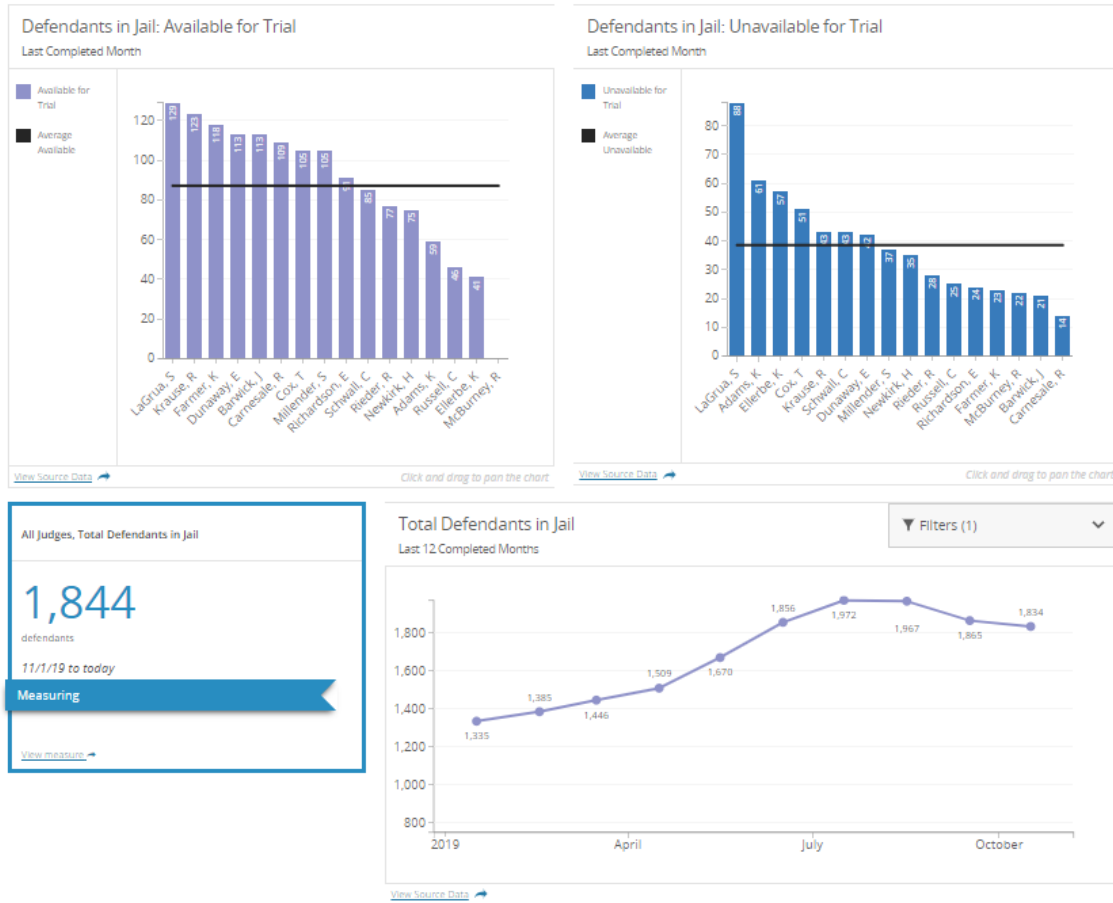 Defendants in Jail: Available for Trial
Last Completed Month
Available for
Trial
Average
Available
120
100
80
60
40
20
0
129
123
118
113
113
109
105
105
91
85
77
75
59
46
41
LaGrua, S
Krause, R
Farmer, K
Dunaway, E
Barwick, J
Carnesale, R
Cox, T
Millender, S
Richardson, E
Schwall, C
Rieder, R
Newkirk, H
Adams, K
Russell, C
Ellerbe, K
McBurney, R
View Source Data
Click and drag to pan the chart
Defendants in Jail: Unavailable for Trial
Last Completed Month
Unavailable for
Trial
Average
Unavailable
80
70
60
50
40
30
20
10
0
88
61
57
51
43
43
42
37
35
28
25
24
23
22
21
14
LaGrua, S
Adams, K
Ellerbe, K
Cox, T
Krause, R
Schwall, C
Dunaway, E
Millender, S
Newkirk, H
Rieder, R
Russell, C
Richardson, E
Farmer, K
McBurney, R
Barwick, J
Carnesale, R
View Source Data
Click and drag to pan the chart
All Judges, Total Defendants in Jail
1,844
defendants
11/1/19 to today
Measuring
View measure
Total Defendants in Jail
Last 12 Completed Months
Filters (1)
1,800
1,600
1,400
1,200
1,000
800
1,335
1,385
1,446
1,509
1,670
1,856
1,972
1,967
1,865
1,834
2019
April
July
October
View Source Data